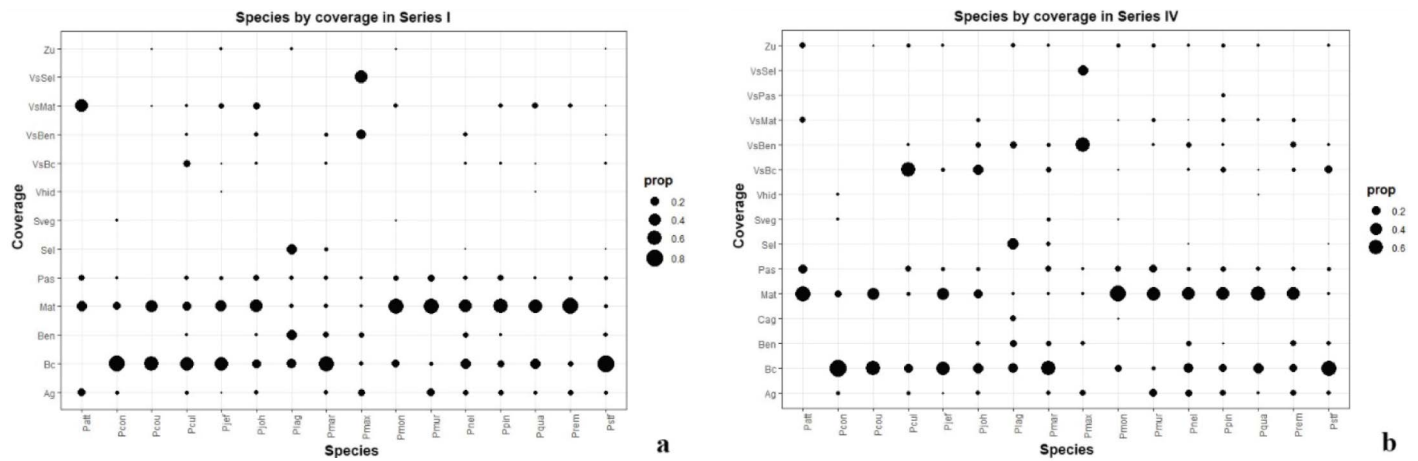 Species by coverage in Series I
Zu
VsSel
VsMat
VsBen
VsBc
Vhid
Sveg
Sel
Pas
Mat
Ben
Bc
Ag
Coverage
Patt
Pcon
Pcou
Pcul
Pjef
Pjoh
Plag
Pmar
Pmax
Pmon
Pmur
Pnel
Ppin
Pqua
Prem
Pstf
Species
prop
0.2
0.4
0.6
0.8
a
Species by coverage in Series IV
Zu
VsSel
VsPas
VsMat
VsBen
VsBc
Vhid
Sveg
Sel
Pas
Mat
Cag
Ben
Bc
Ag
Coverage
Patt
Pcon
Pcou
Pcul
Pjef
Pjoh
Plag
Pmar
Pmax
Pmon
Pmur
Pnel
Ppin
Pqua
Prem
Pstf
Species
prop
0.2
0.4
0.6
b